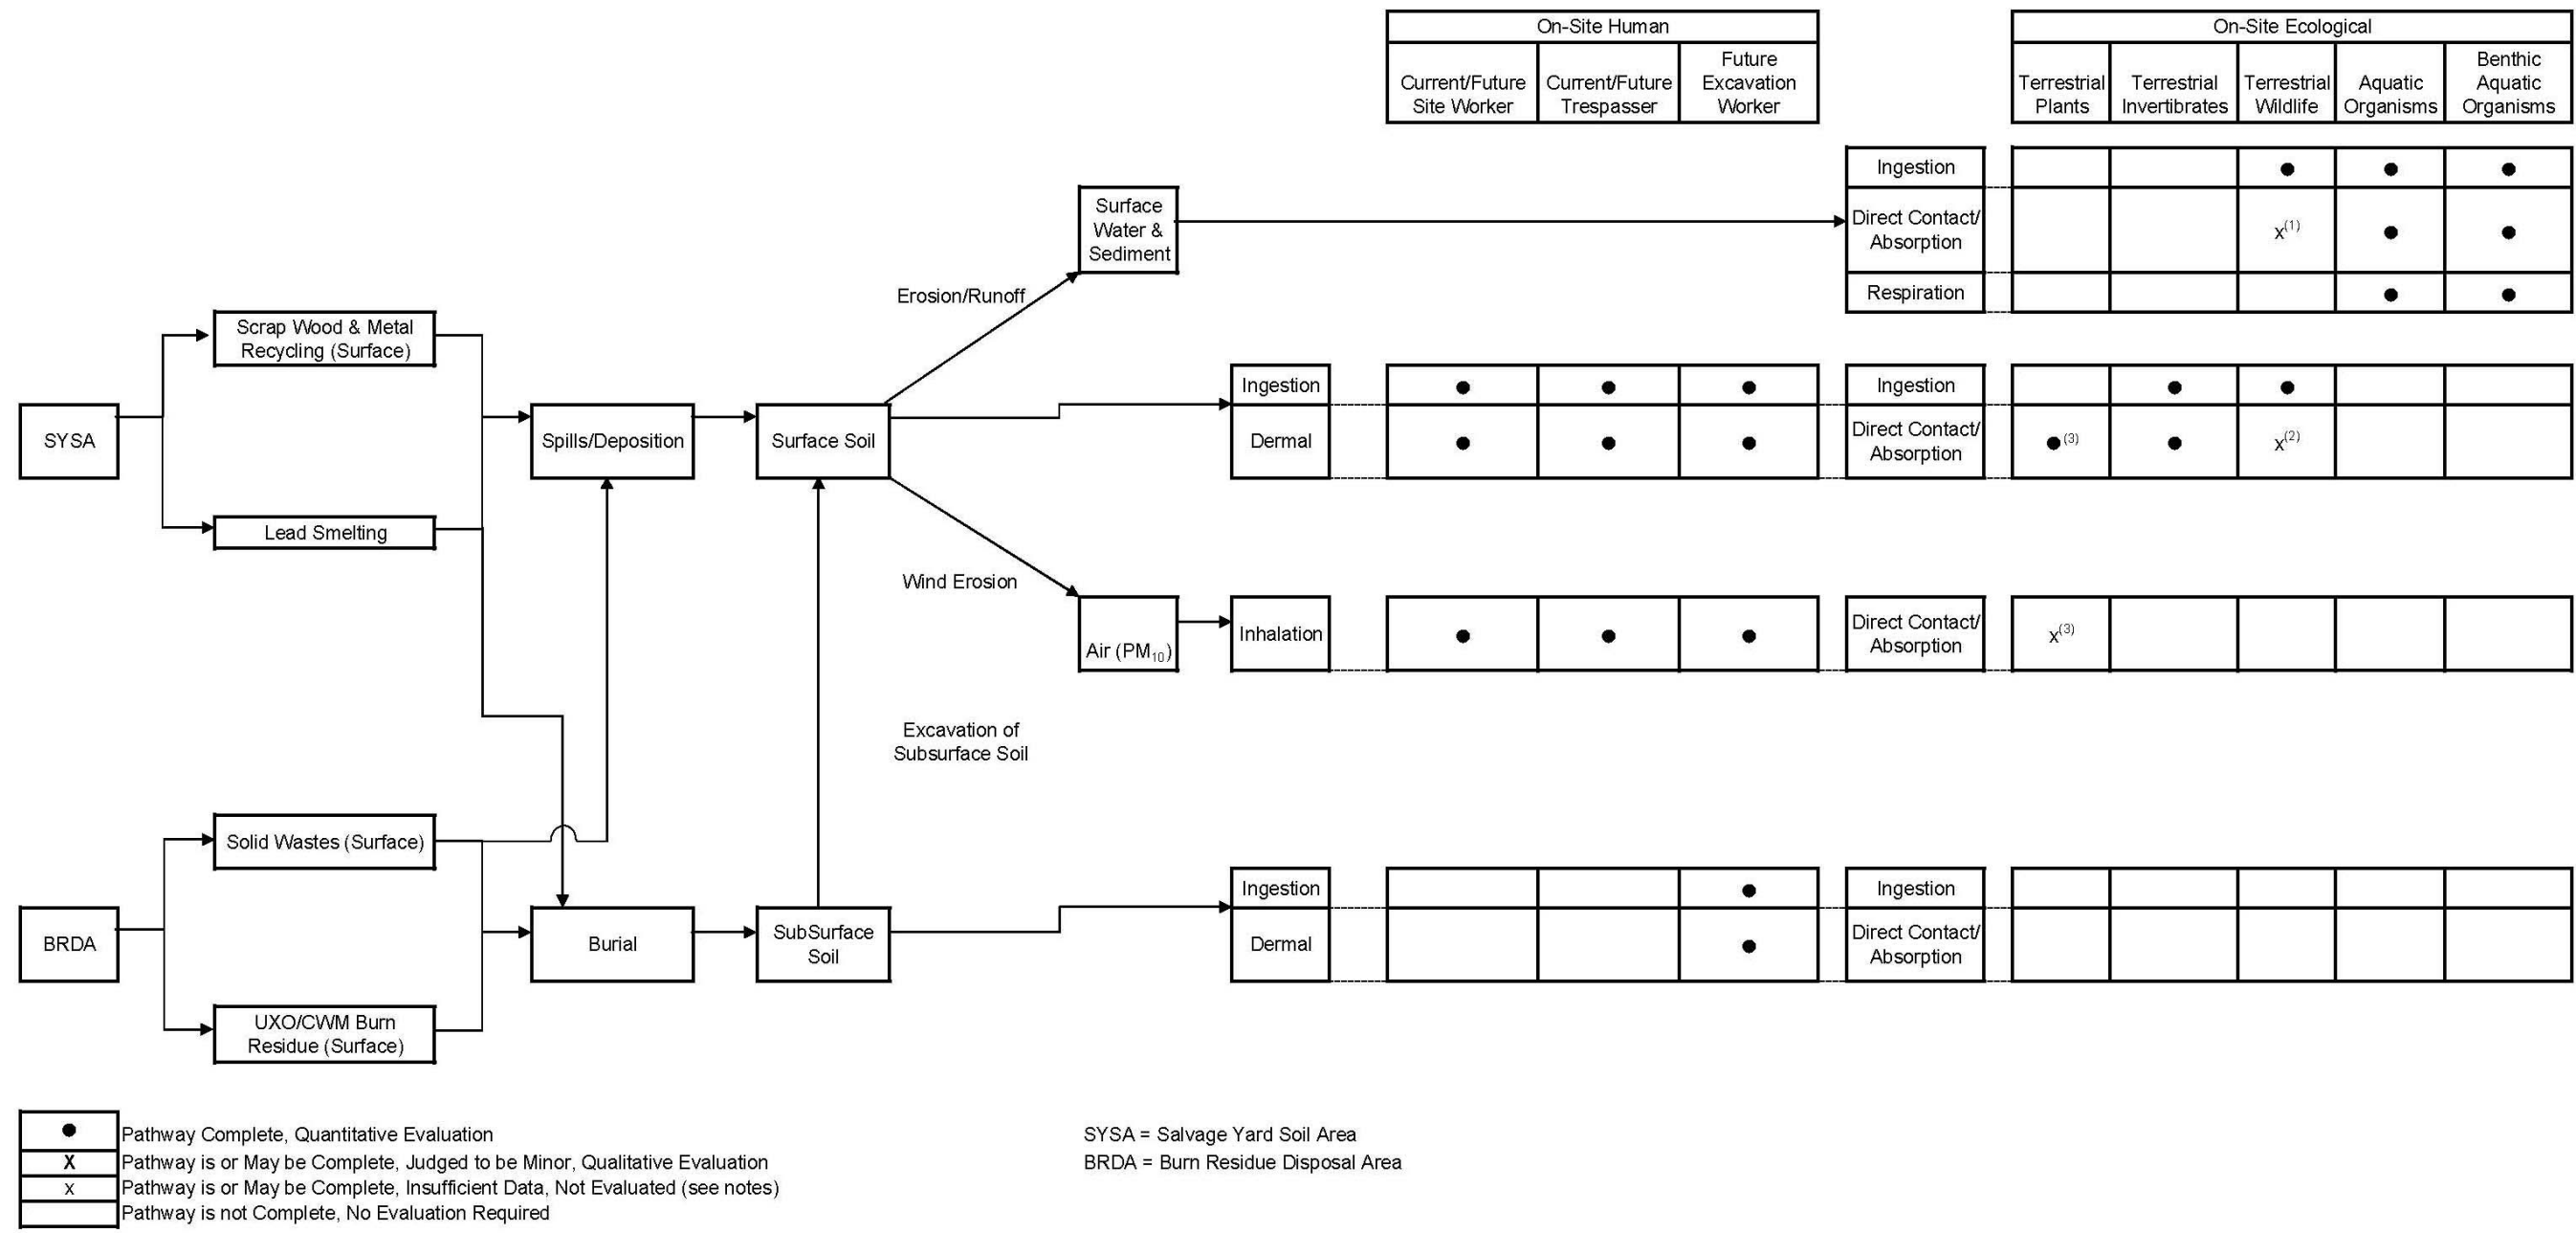 On-Site Human
On-Site Ecological
Current/Future
Site Worker
Current/Future
Trespasser
Future
Excavation
Worker
Terrestrial
Plants
Terrestrial
Invertibrates
Terrestrial
Wildlife
Aquatic
Organisms
Benthic
Aquatic
Organisms
Surface
Water &
Sediment
Ingestion
Direct Contact/
Absorption
x(1)
Respiration
Erosion/Runoff
Scrap Wood & Metal
Recycling (Surface)
SYSA
Lead Smelting
Spills/Deposition
Surface Soil
Ingestion
Dermal
Ingestion
Direct Contact/
Absorption
(3)
x(2)
Wind Erosion
Air (PM10)
Inhalation
Direct Contact/
Absorption
x(3)
Excavation of
Subsurface Soil
Solid Wastes (Surface)
BRDA
UXO/CWM Burn
Residue (Surface)
Burial
SubSurface
Soil
Ingestion
Dermal
Ingestion
Direct Contact/
Absorption
Pathway Complete, Quantitative Evaluation
X Pathway is or May be Complete, Judged to be Minor, Qualitative Evaluation
x Pathway is or May be Complete, Insufficient Data, Not Evaluated (see notes)
Pathway is not Complete, No Evaluation Required
SYSA = Salvage Yard Soil Area
BRDA = Burn Residue Disposal Area